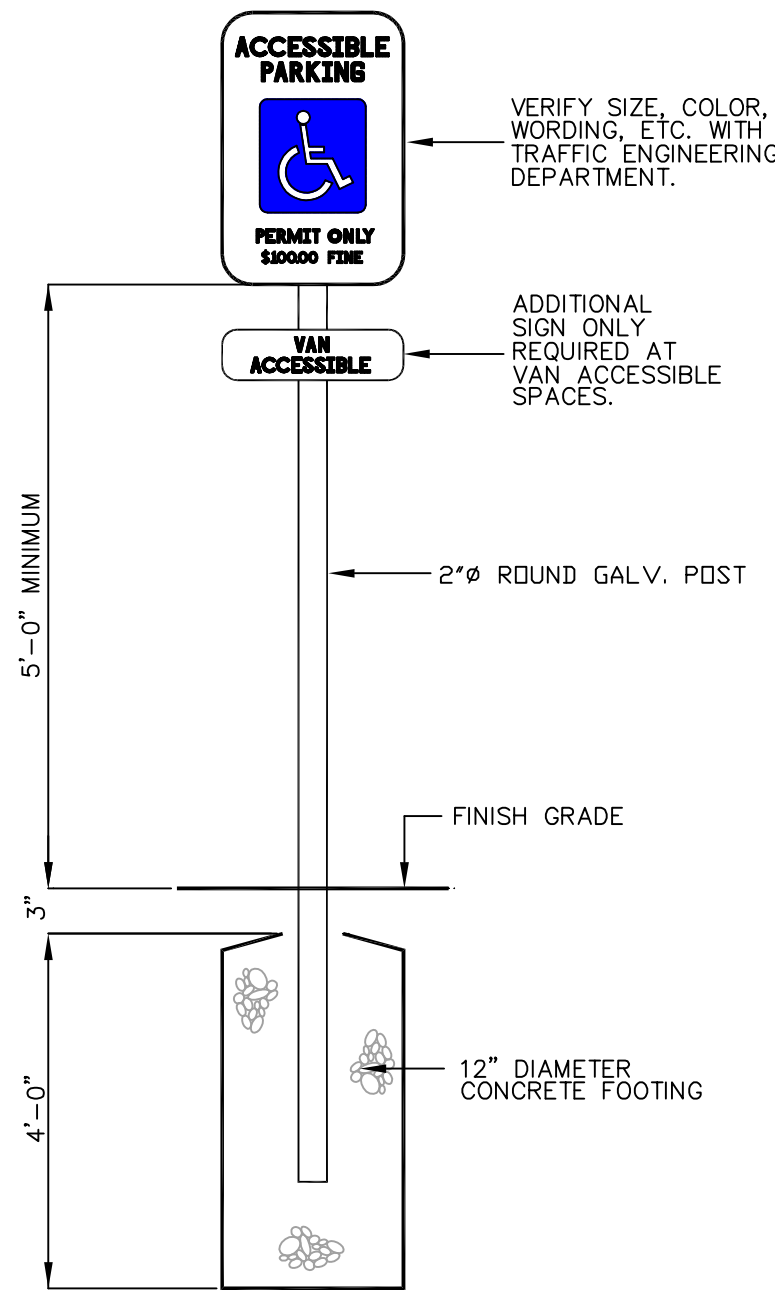 ACCESSIBLE
PARKING
PERMIT ONLY
$100.00 FINE
VERIFY SIZE, COLOR,
WORDING, ETC. WITH
TRAFFIC ENGINEERING
DEPARTMENT.
VAN
ACCESSIBLE
ADDITIONAL
SIGN ONLY
REQUIRED AT
VAN ACCESSIBLE
SPACES.
5'-0" MINIMUM
2"Ø ROUND GALV. POST
FINISH GRADE
3"
4'-0"
12" DIAMETER
CONCRETE FOOTING